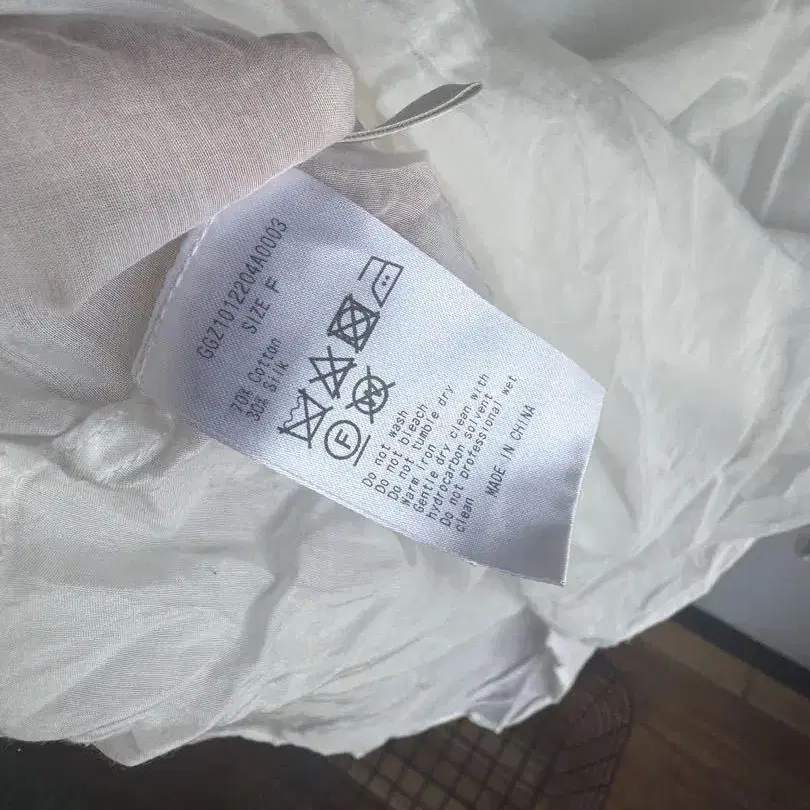 GGZ1012204A0003
SIZE F
70% Cotton
30% Silk
F
W
Do not wash
Do not bleach
Do not tumble dry
Warm iron
Gentle dry clean with
hydrocarbon solvent
Do not professional wet
clean
MADE IN CHINA